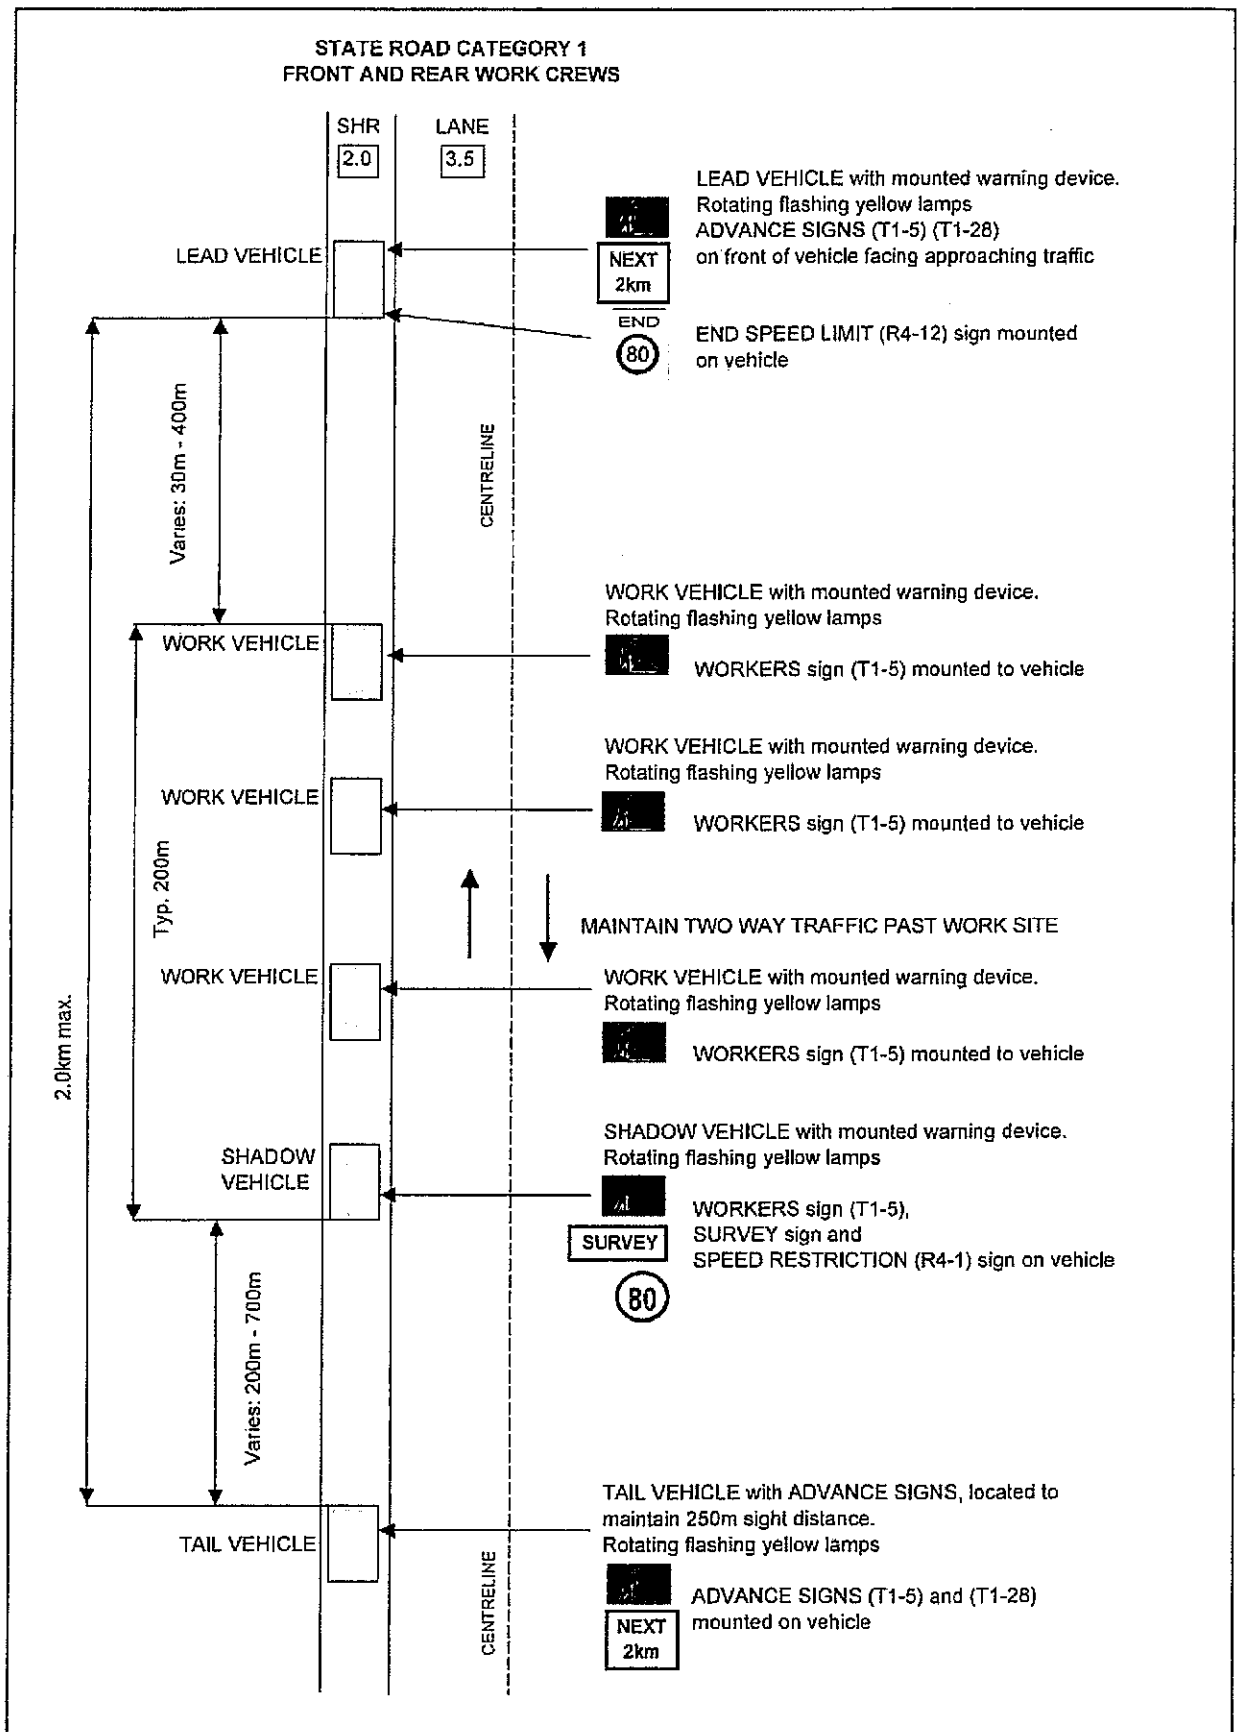 STATE ROAD CATEGORY 1
FRONT AND REAR WORK CREWS
SHR
2.0
LANE
3.5
LEAD VEHICLE with mounted warning device.
Rotating flashing yellow lamps
ADVANCE SIGNS (T1-5) (T1-28)
on front of vehicle facing approaching traffic
LEAD VEHICLE
NEXT
2km
END
80
END SPEED LIMIT (R4-12) sign mounted
on vehicle
Varies: 30m - 400m
CENTRELINE
WORK VEHICLE with mounted warning device.
Rotating flashing yellow lamps
WORK VEHICLE
WORKERS sign (T1-5) mounted to vehicle
WORK VEHICLE with mounted warning device.
Rotating flashing yellow lamps
WORK VEHICLE
WORKERS sign (T1-5) mounted to vehicle
Typ. 200m
MAINTAIN TWO WAY TRAFFIC PAST WORK SITE
WORK VEHICLE
WORK VEHICLE with mounted warning device.
Rotating flashing yellow lamps
WORKERS sign (T1-5) mounted to vehicle
2.0km max.
SHADOW VEHICLE with mounted warning device.
Rotating flashing yellow lamps
SHADOW
VEHICLE
WORKERS sign (T1-5),
SURVEY sign and
SPEED RESTRICTION (R4-1) sign on vehicle
SURVEY
80
Varies: 200m - 700m
TAIL VEHICLE with ADVANCE SIGNS, located to
maintain 250m sight distance.
Rotating flashing yellow lamps
TAIL VEHICLE
ADVANCE SIGNS (T1-5) and (T1-28)
mounted on vehicle
NEXT
2km
CENTRELINE